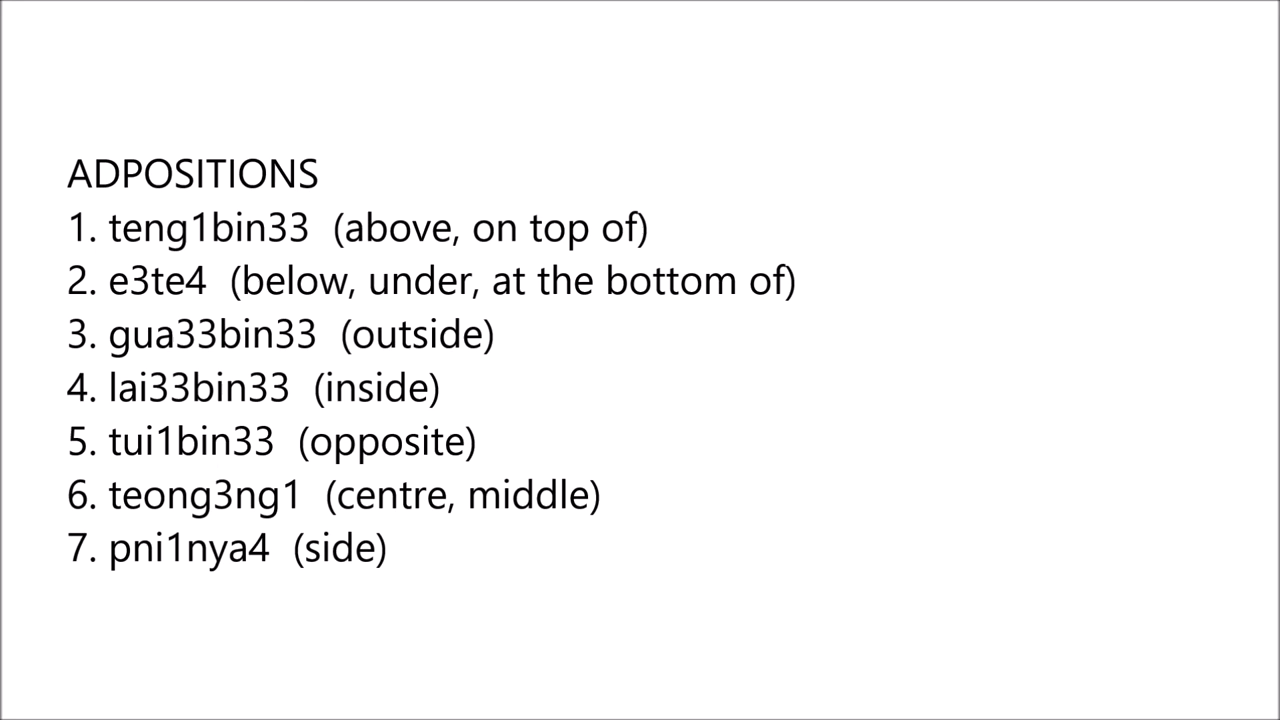 ADPOSITIONS
1. teng1bin33 (above, on top of)
2. e3te4 (below, under, at the bottom of)
3. gua33bin33 (outside)
4. lai33bin33 (inside)
5. tui1bin33 (opposite)
6. teong3ng1 (centre, middle)
7. pni1nya4 (side)